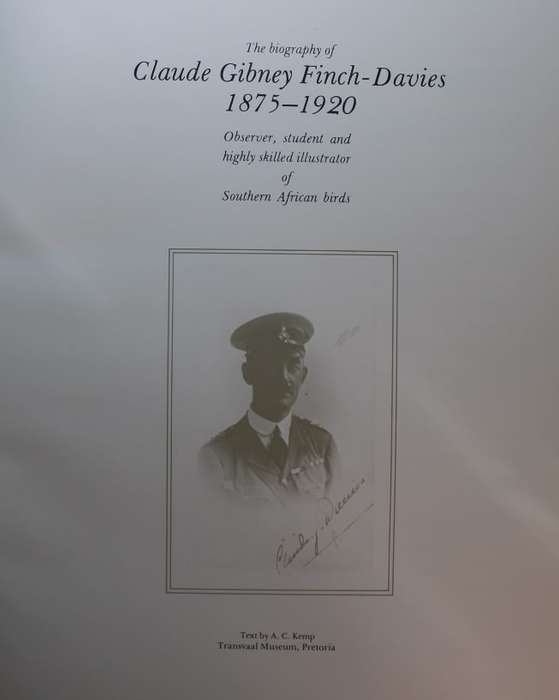 The biography of
Claude Gibney Finch-Davies
1875–1920
Observer, student and
highly skilled illustrator
of
Southern African birds
Text by A. C. Kemp
Transvaal Museum, Pretoria